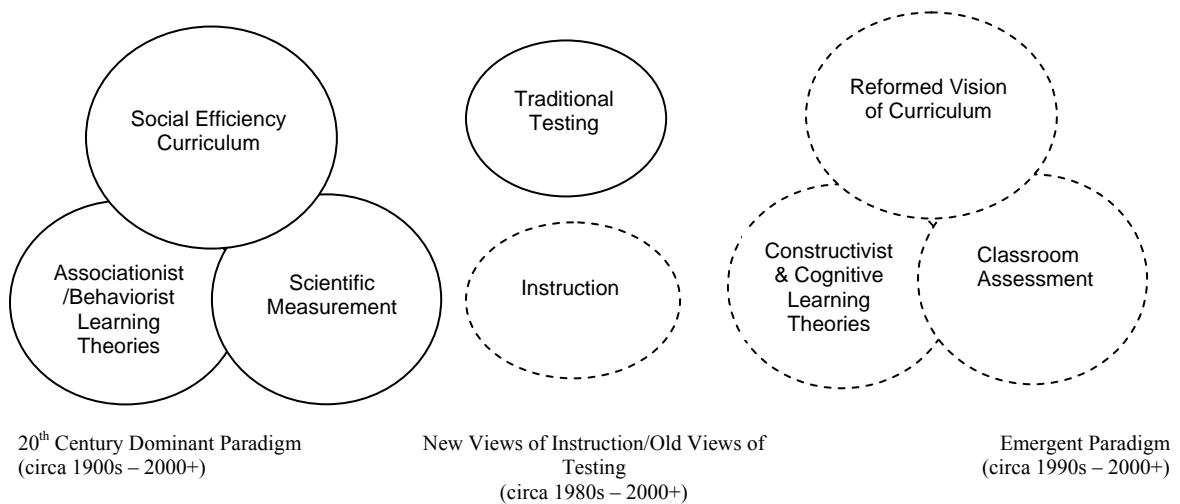 Social Efficiency
Curriculum
Associationist
/Behaviorist
Learning
Theories
Scientific
Measurement
Traditional
Testing
Instruction
Reformed Vision
of Curriculum
Constructivist
& Cognitive
Learning
Theories
Classroom
Assessment
20th Century Dominant Paradigm
(circa 1900s – 2000+)
New Views of Instruction/Old Views of
Testing
(circa 1980s – 2000+)
Emergent Paradigm
(circa 1990s – 2000+)